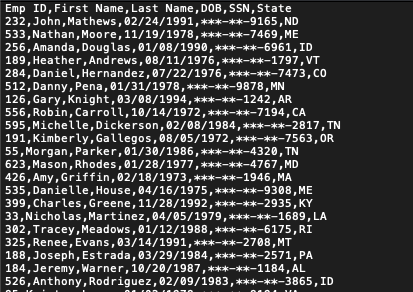 Emp ID,First Name,Last Name,DOB,SSN,State
232,John,Mathews,02/24/1991,***-**-9165,ND
533,Nathan,Moore,11/19/1978,***-**-7469,ME
256,Amanda,Douglas,01/08/1990,***-**-6961,ID
189,Heather,Andrews,08/11/1976,***-**-1797,VT
284,Daniel,Hernandez,07/22/1976,***-**-7473,CO
512,Danny,Pena,01/31/1978,***-**-9878,MN
126,Gary,Knight,03/08/1994,***-**-1242,AR
556,Robin,Carroll,10/14/1972,***-**-7194,CA
595,Michelle,Dickerson,02/08/1984,***-**-2817,TN
191,Kimberly,Gallegos,08/05/1972,***-**-7563,OR
55,Morgan,Parker,01/30/1986,***-**-4320,TN
623,Mason,Rhodes,01/28/1977,***-**-4767,MD
426,Amy,Griffin,02/18/1973,***-**-1946,MA
535,Danielle,House,04/16/1975,***-**-9308,ME
399,Charles,Greene,11/28/1992,***-**-2935,KY
33,Nicholas,Martinez,04/05/1979,***-**-1689,LA
302,Tracey,Meadows,01/12/1988,***-**-6175,RI
325,Renee,Evans,03/14/1991,***-**-2708,MT
188,Joseph,Estrada,03/29/1984,***-**-2571,PA
184,Jeremy,Warner,10/20/1987,***-**-1184,AL
526,Anthony,Rodriguez,02/09/1983,***-**-3865,ID